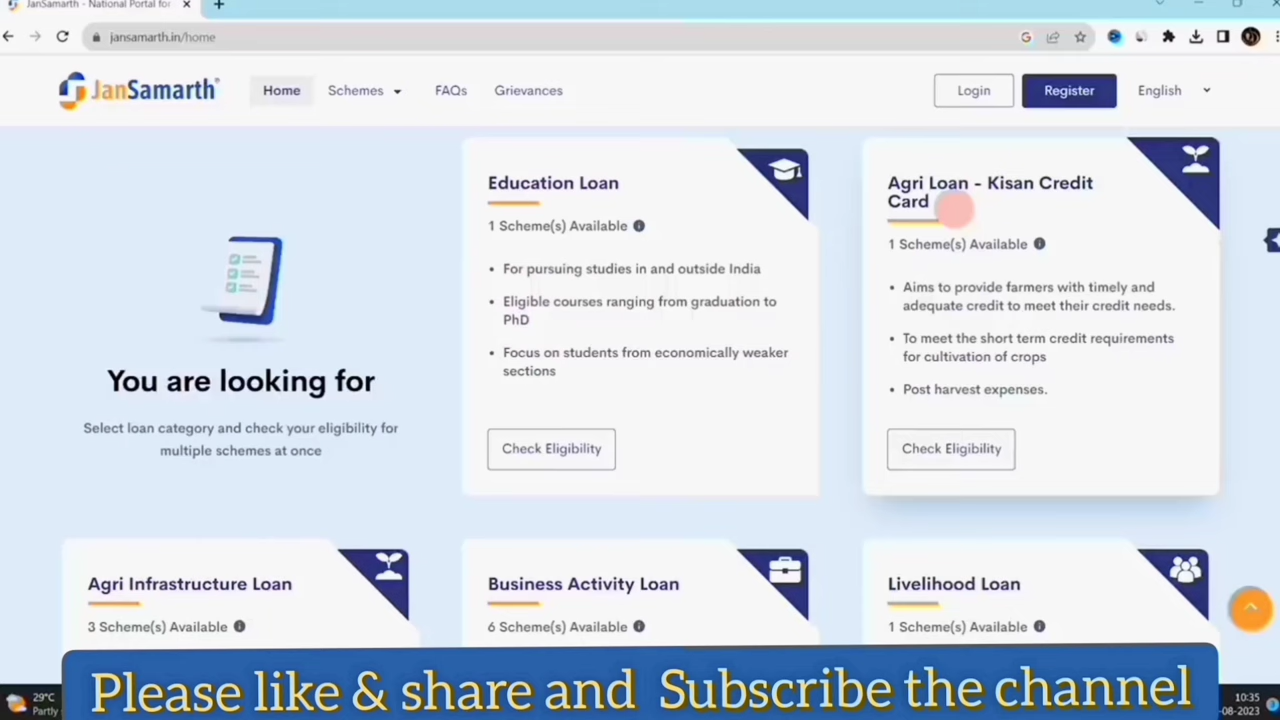 JanSamarth - National Portal for
jansamarth.in/home
JanSamarth
Home
Schemes
FAQs
Grievances
Login
Register
English
You are looking for
Select loan category and check your eligibility for
multiple schemes at once
Education Loan
1 Scheme(s) Available
• For pursuing studies in and outside India
• Eligible courses ranging from graduation to
PhD
• Focus on students from economically weaker
sections
Check Eligibility
Agri Loan - Kisan Credit
Card
1 Scheme(s) Available
• Aims to provide farmers with timely and
adequate credit to meet their credit needs.
• To meet the short term credit requirements
for cultivation of crops
• Post harvest expenses.
Check Eligibility
Agri Infrastructure Loan
3 Scheme(s) Available
Business Activity Loan
6 Scheme(s) Available
Livelihood Loan
1 Scheme(s) Available
Please like & share and Subscribe the channel
29°C
Partly
10:35
-08-2023